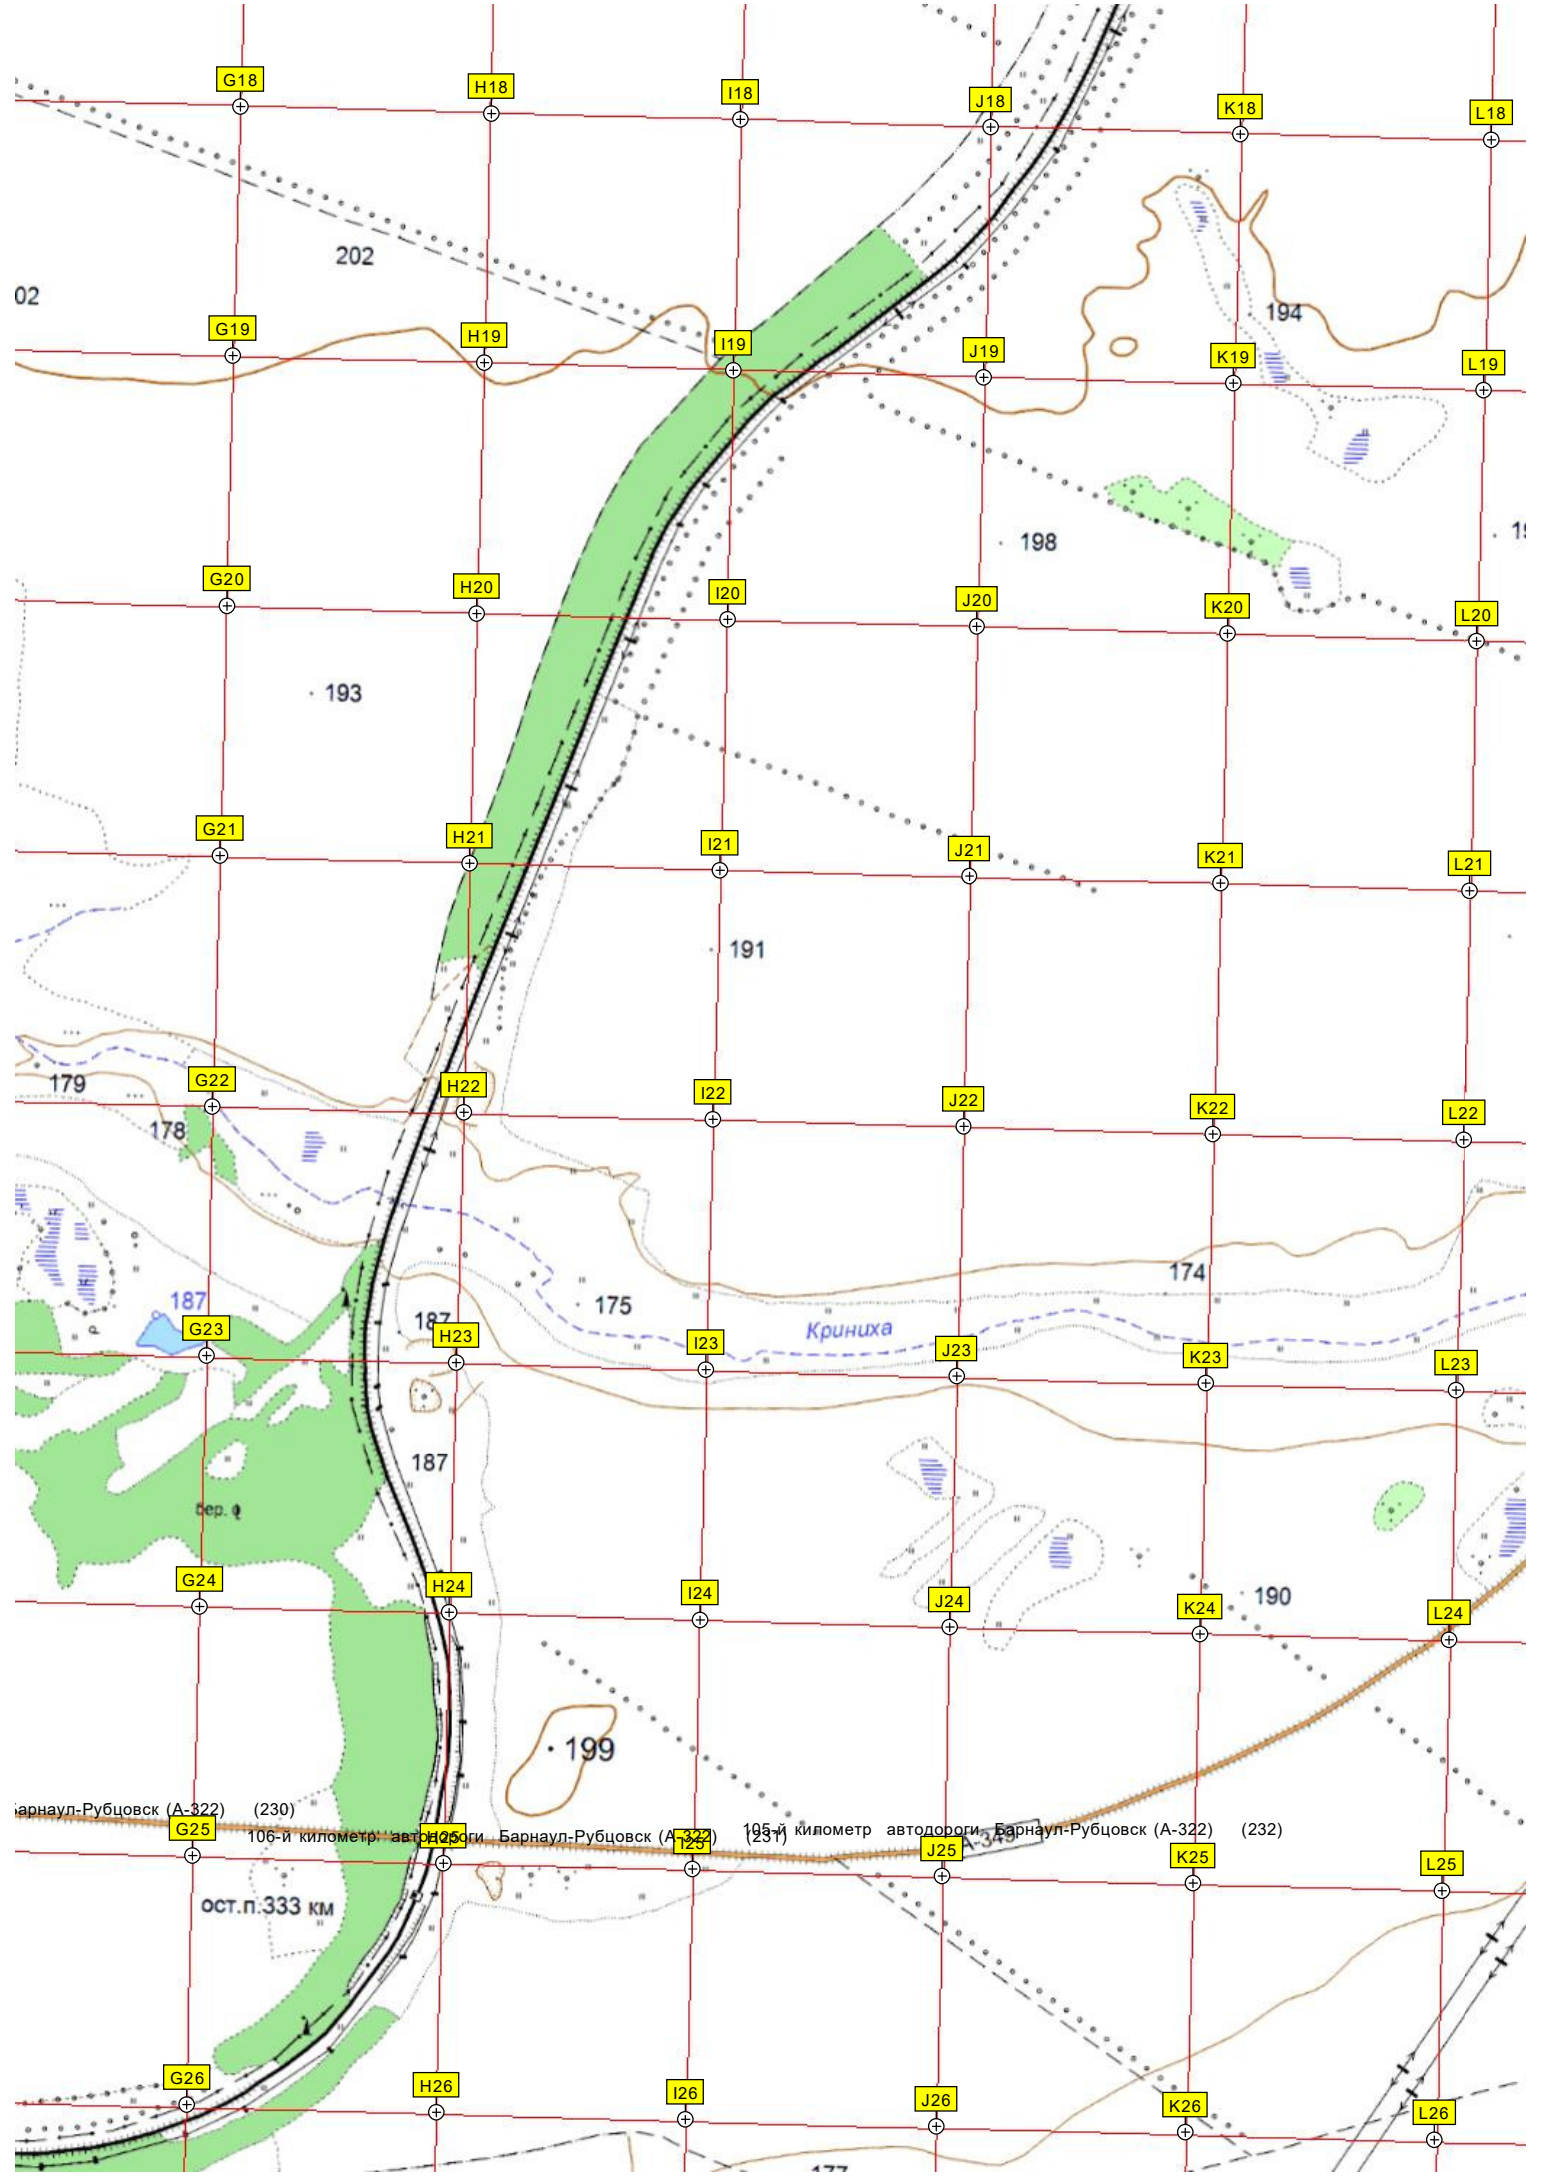 G18 H18 I18 J18 K18 L18
202
02
194
G19 H19 I19 J19 K19 L19
198
G20 H20 I20 J20 K20 L20
193
G21 H21 I21 J21 K21 L21
191
179
G22 H22 I22 J22 K22 L22
178
174
187
187
175
Криниха
G23 H23 I23 J23 K23 L23
187
бер. ф
G24 H24 I24 J24 K24 L24
190
199
Барнаул-Рубцовск (А-322) (230)
106-й километр автодороги Барнаул-Рубцовск (А-322) (231)
105-й километр автодороги Барнаул-Рубцовск (А-322) (232)
А-349
G25 H25 I25 J25 K25 L25
ост.п.333 км
G26 H26 I26 J26 K26 L26
177